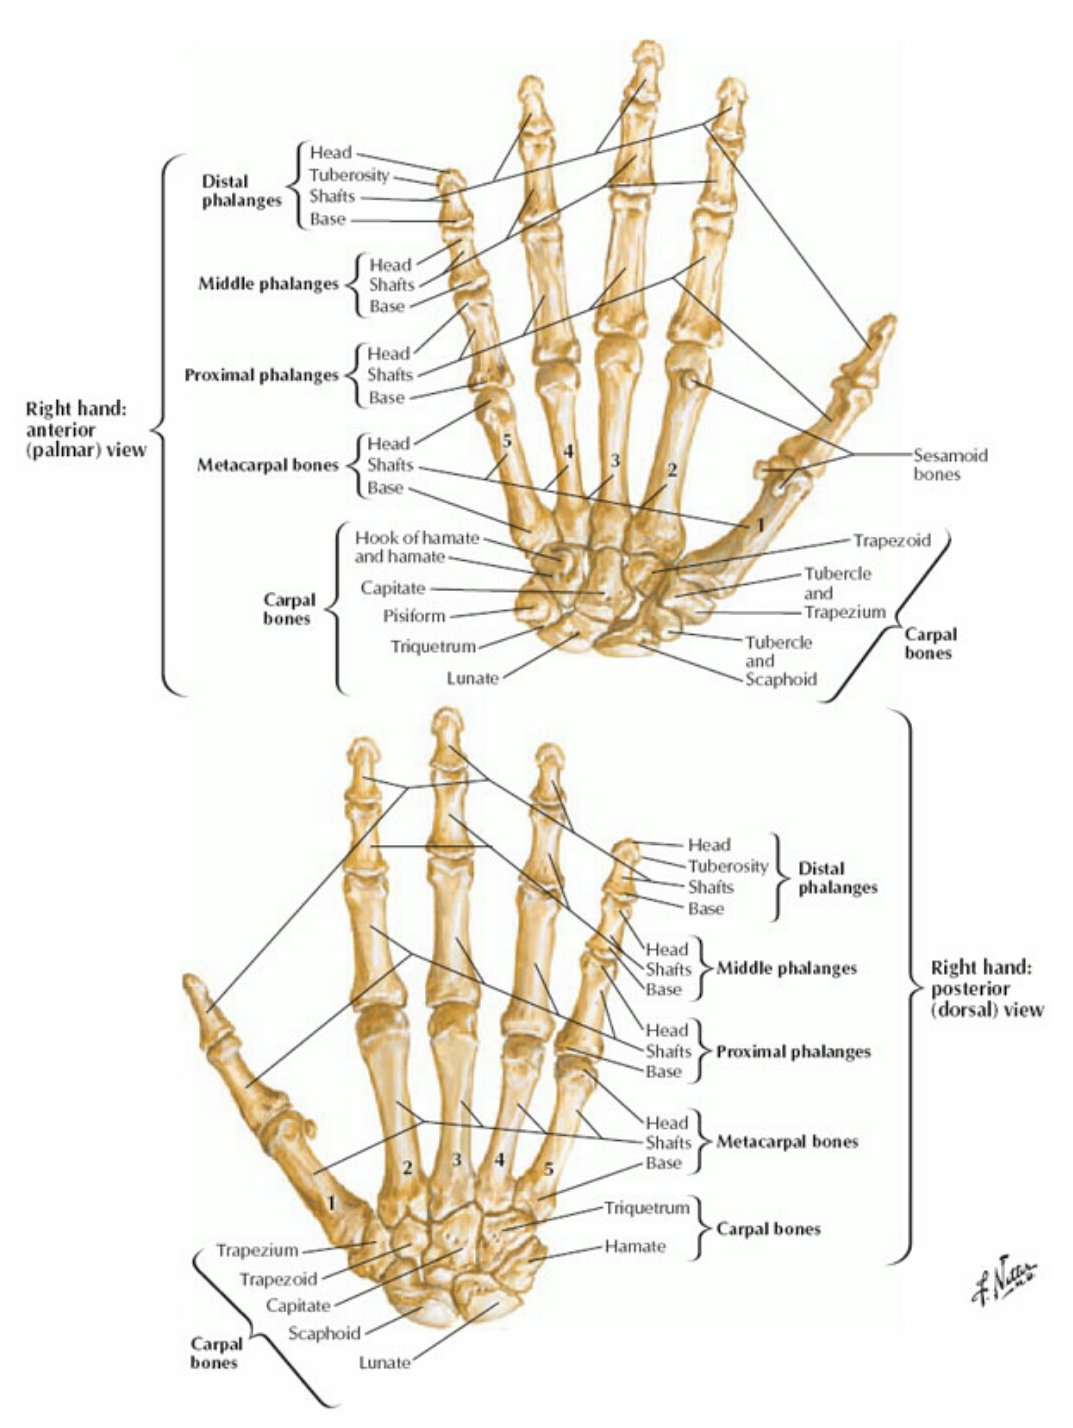 Distal
phalanges
Head
Tuberosity
Shafts
Base
Middle phalanges
Head
Shafts
Base
Proximal phalanges
Head
Shafts
Base
Right hand:
anterior
(palmar) view
Metacarpal bones
Head
Shafts
Base
5
4
3
2
1
Sesamoid
bones
Carpal
bones
Hook of hamate
and hamate
Capitate
Pisiform
Triquetrum
Lunate
Trapezoid
Tubercle
and
Trapezium
Tubercle
and
Scaphoid
Carpal
bones
Head
Tuberosity
Shafts
Base
Distal
phalanges
Head
Shafts
Base
Middle phalanges
Right hand:
posterior
(dorsal) view
Head
Shafts
Base
Proximal phalanges
Head
Shafts
Base
Metacarpal bones
1
2
3
4
5
Triquetrum
Hamate
Carpal bones
Trapezium
Trapezoid
Capitate
Scaphoid
Lunate
Carpal
bones
F. Netter
M.D.